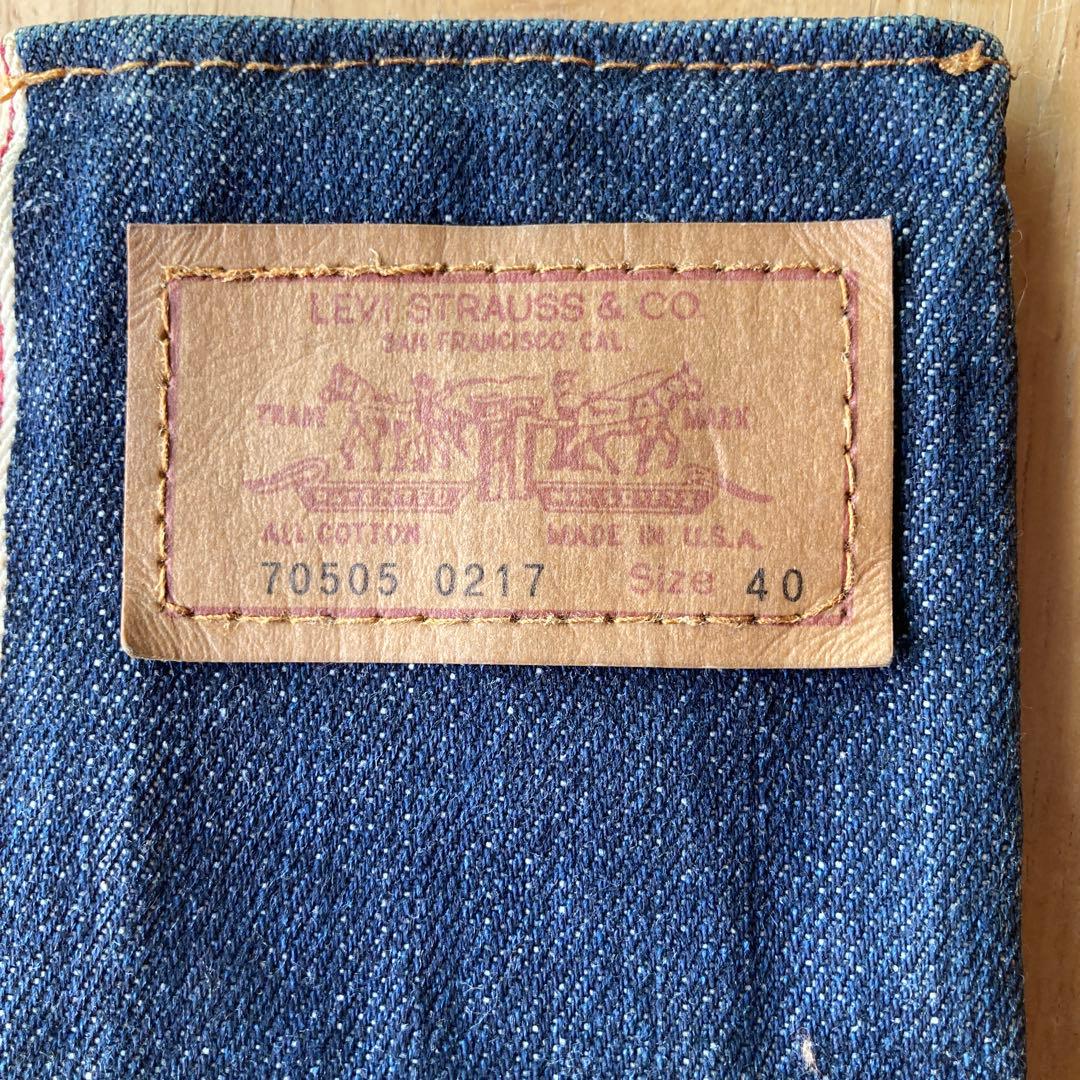 LEVI STRAUSS & CO.
SAN FRANCISCO CAL.
TRADE MARK
ALL COTTON MADE IN U.S.A.
70505 0217 Size 40